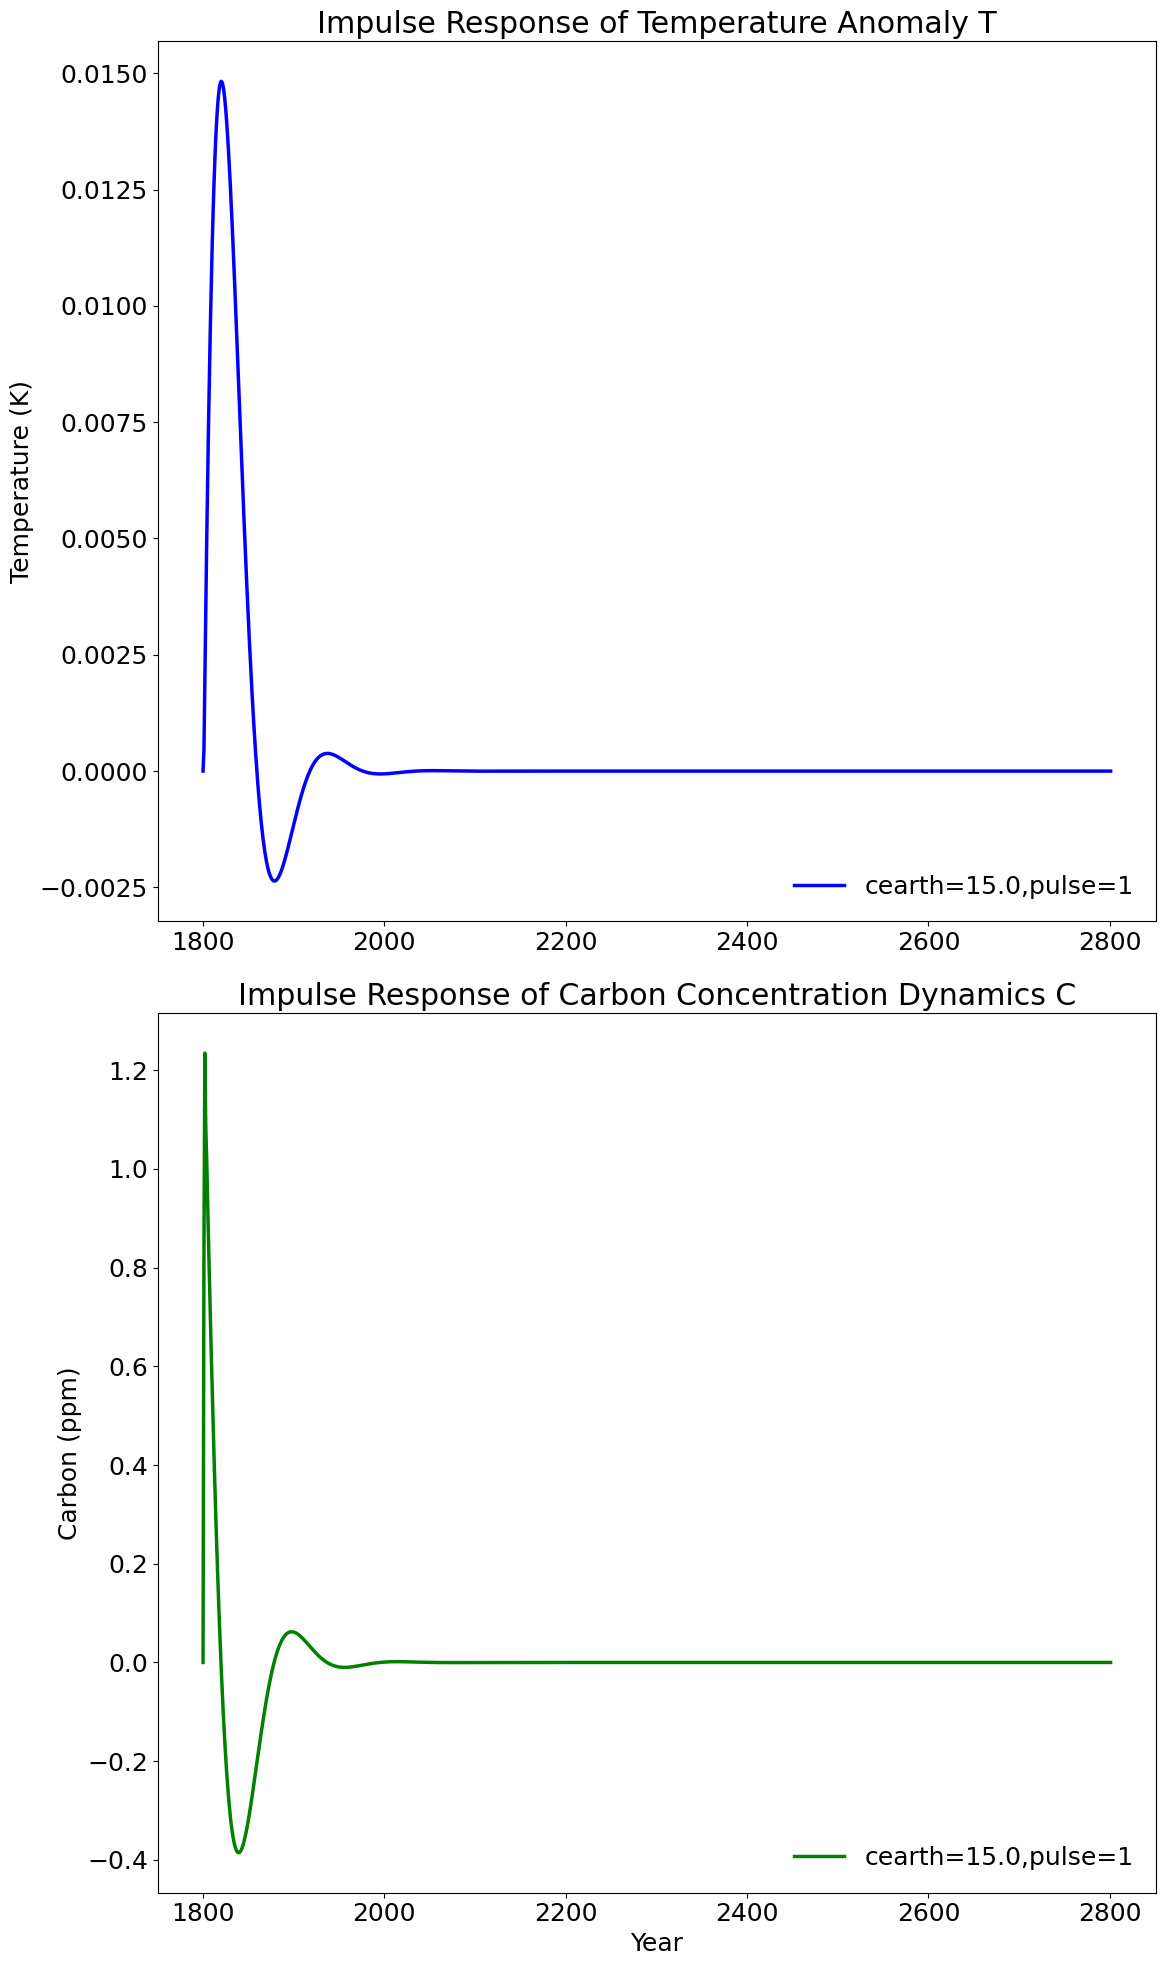 Impulse Response of Temperature Anomaly T
0.0150
0.0125
0.0100
0.0075
0.0050
0.0025
0.0000
−0.0025
Temperature (K)
cearth=15.0,pulse=1
1800 2000 2200 2400 2600 2800
Impulse Response of Carbon Concentration Dynamics C
1.2
1.0
0.8
0.6
0.4
0.2
0.0
−0.2
−0.4
Carbon (ppm)
cearth=15.0,pulse=1
1800 2000 2200 2400 2600 2800
Year